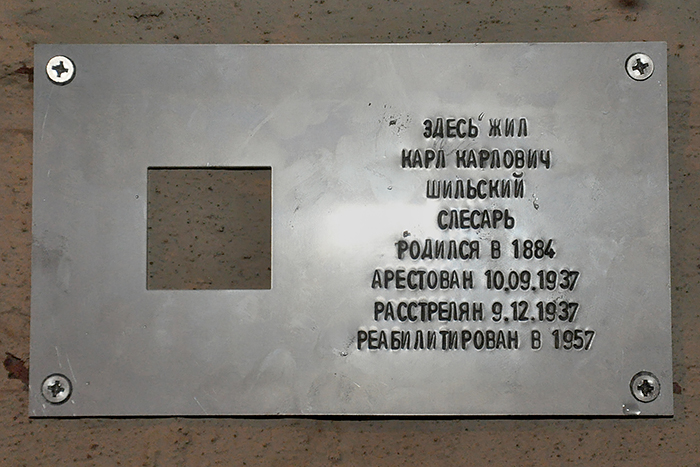 ЗДЕСЬ ЖИЛ
КАРЛ КАРЛОВИЧ
ШИЛЬСКИЙ
СЛЕСАРЬ
РОДИЛСЯ В 1884
АРЕСТОВАН 10.09.1937
РАССТРЕЛЯН 9.12.1937
РЕАБИЛИТИРОВАН В 1957